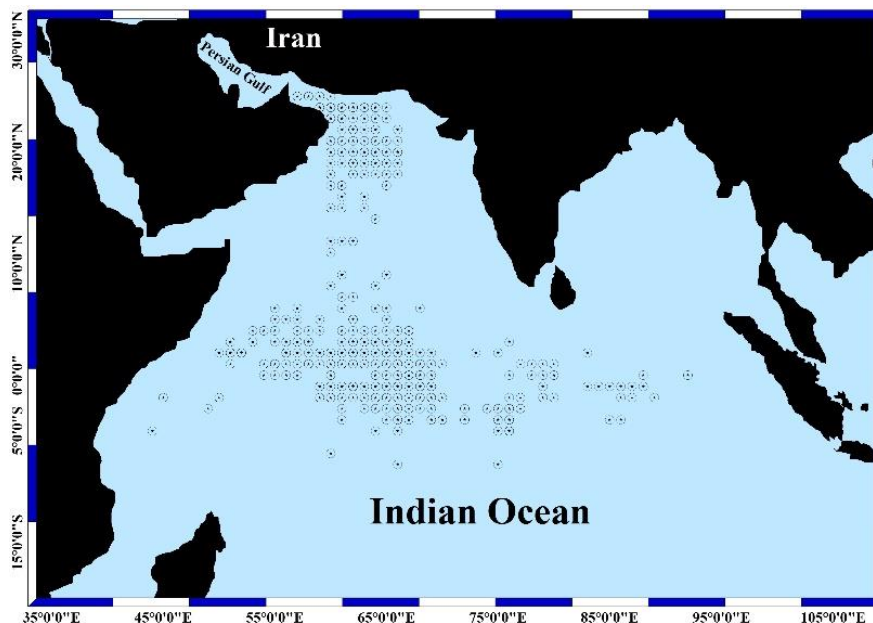 Iran
Persian Gulf
Indian Ocean
30°0'0"N
20°0'0"N
10°0'0"N
0°0'0"
5°0'0"S
15°0'0"S
35°0'0"E
45°0'0"E
55°0'0"E
65°0'0"E
75°0'0"E
85°0'0"E
95°0'0"E
105°0'0"E